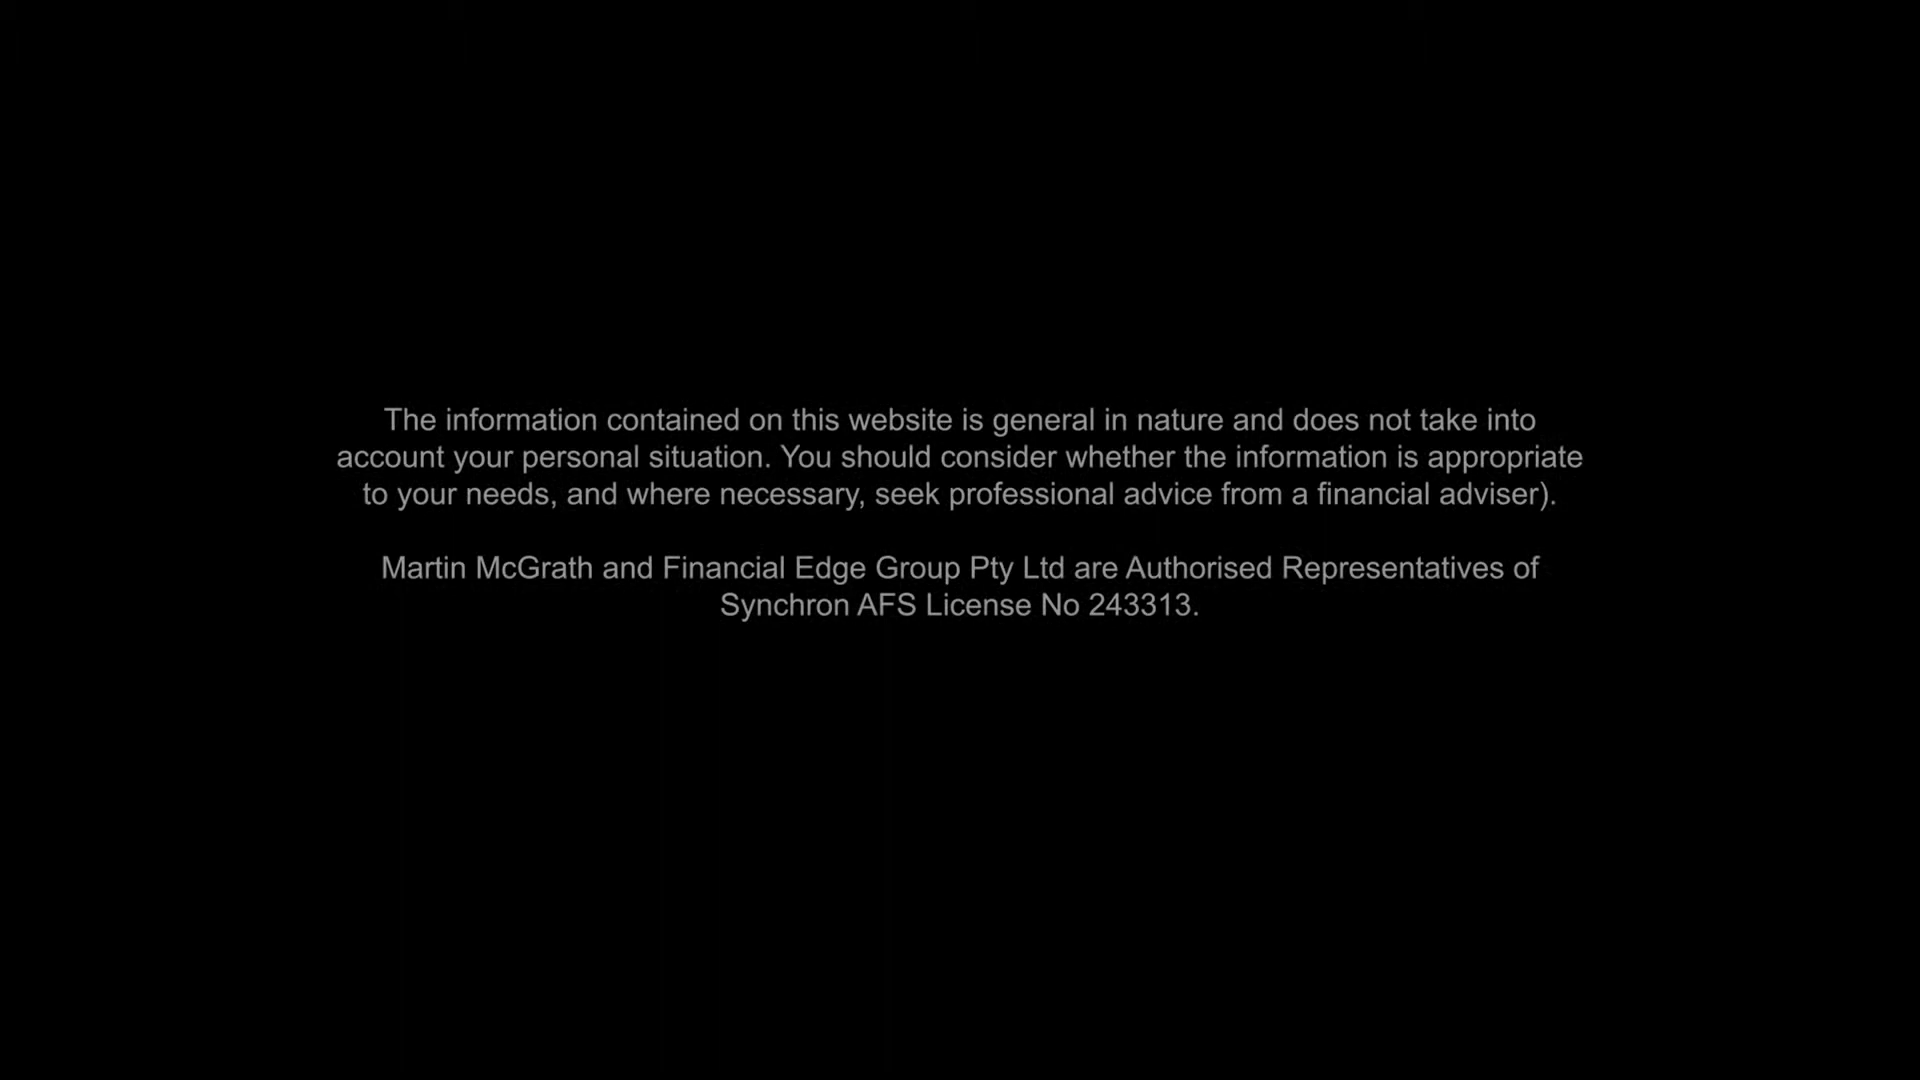 The information contained on this website is general in nature and does not take into
account your personal situation. You should consider whether the information is appropriate
to your needs, and where necessary, seek professional advice from a financial adviser).
Martin McGrath and Financial Edge Group Pty Ltd are Authorised Representatives of
Synchron AFS License No 243313.